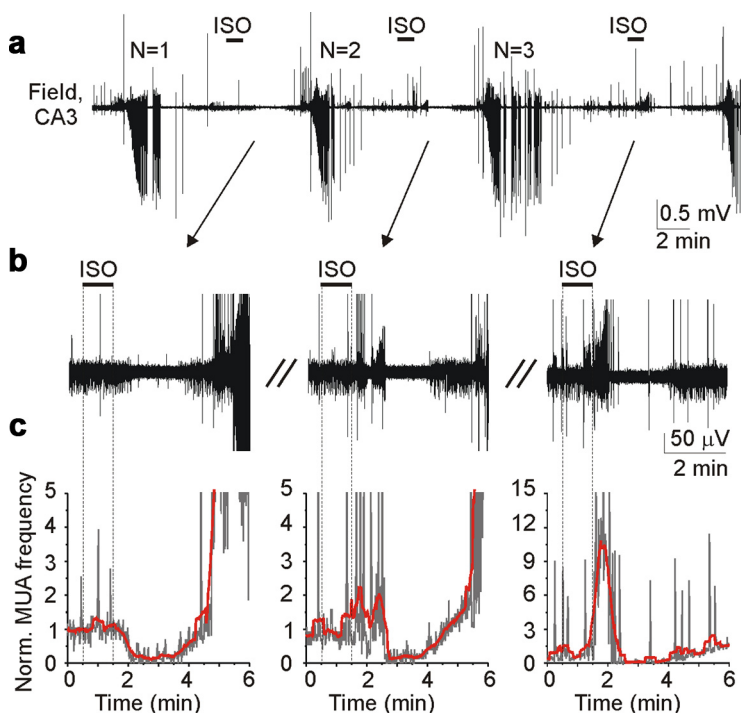 a
ISO
ISO
ISO
N=1
N=2
N=3
Field,
CA3
0.5 mV
2 min
b
ISO
ISO
ISO
50 μV
2 min
c
Norm. MUA frequency
5
4
3
2
1
0
5
4
3
2
1
0
15
12
9
6
3
0
0 2 4 6
0 2 4 6
0 2 4 6
Time (min)
Time (min)
Time (min)